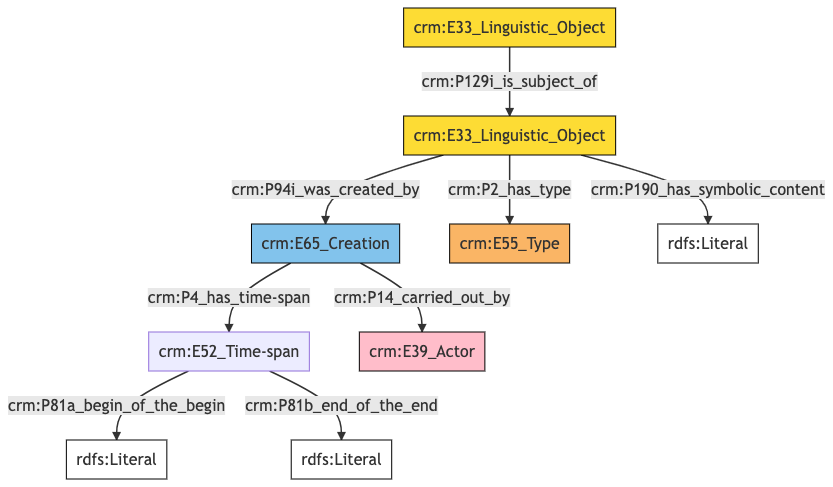 crm:E33_Linguistic_Object
crm:P129i_is_subject_of
crm:E33_Linguistic_Object
crm:P94i_was_created_by
crm:P2_has_type
crm:P190_has_symbolic_content
crm:E65_Creation
crm:E55_Type
rdfs:Literal
crm:P4_has_time-span
crm:P14_carried_out_by
crm:E52_Time-span
crm:E39_Actor
crm:P81a_begin_of_the_begin
crm:P81b_end_of_the_end
rdfs:Literal
rdfs:Literal